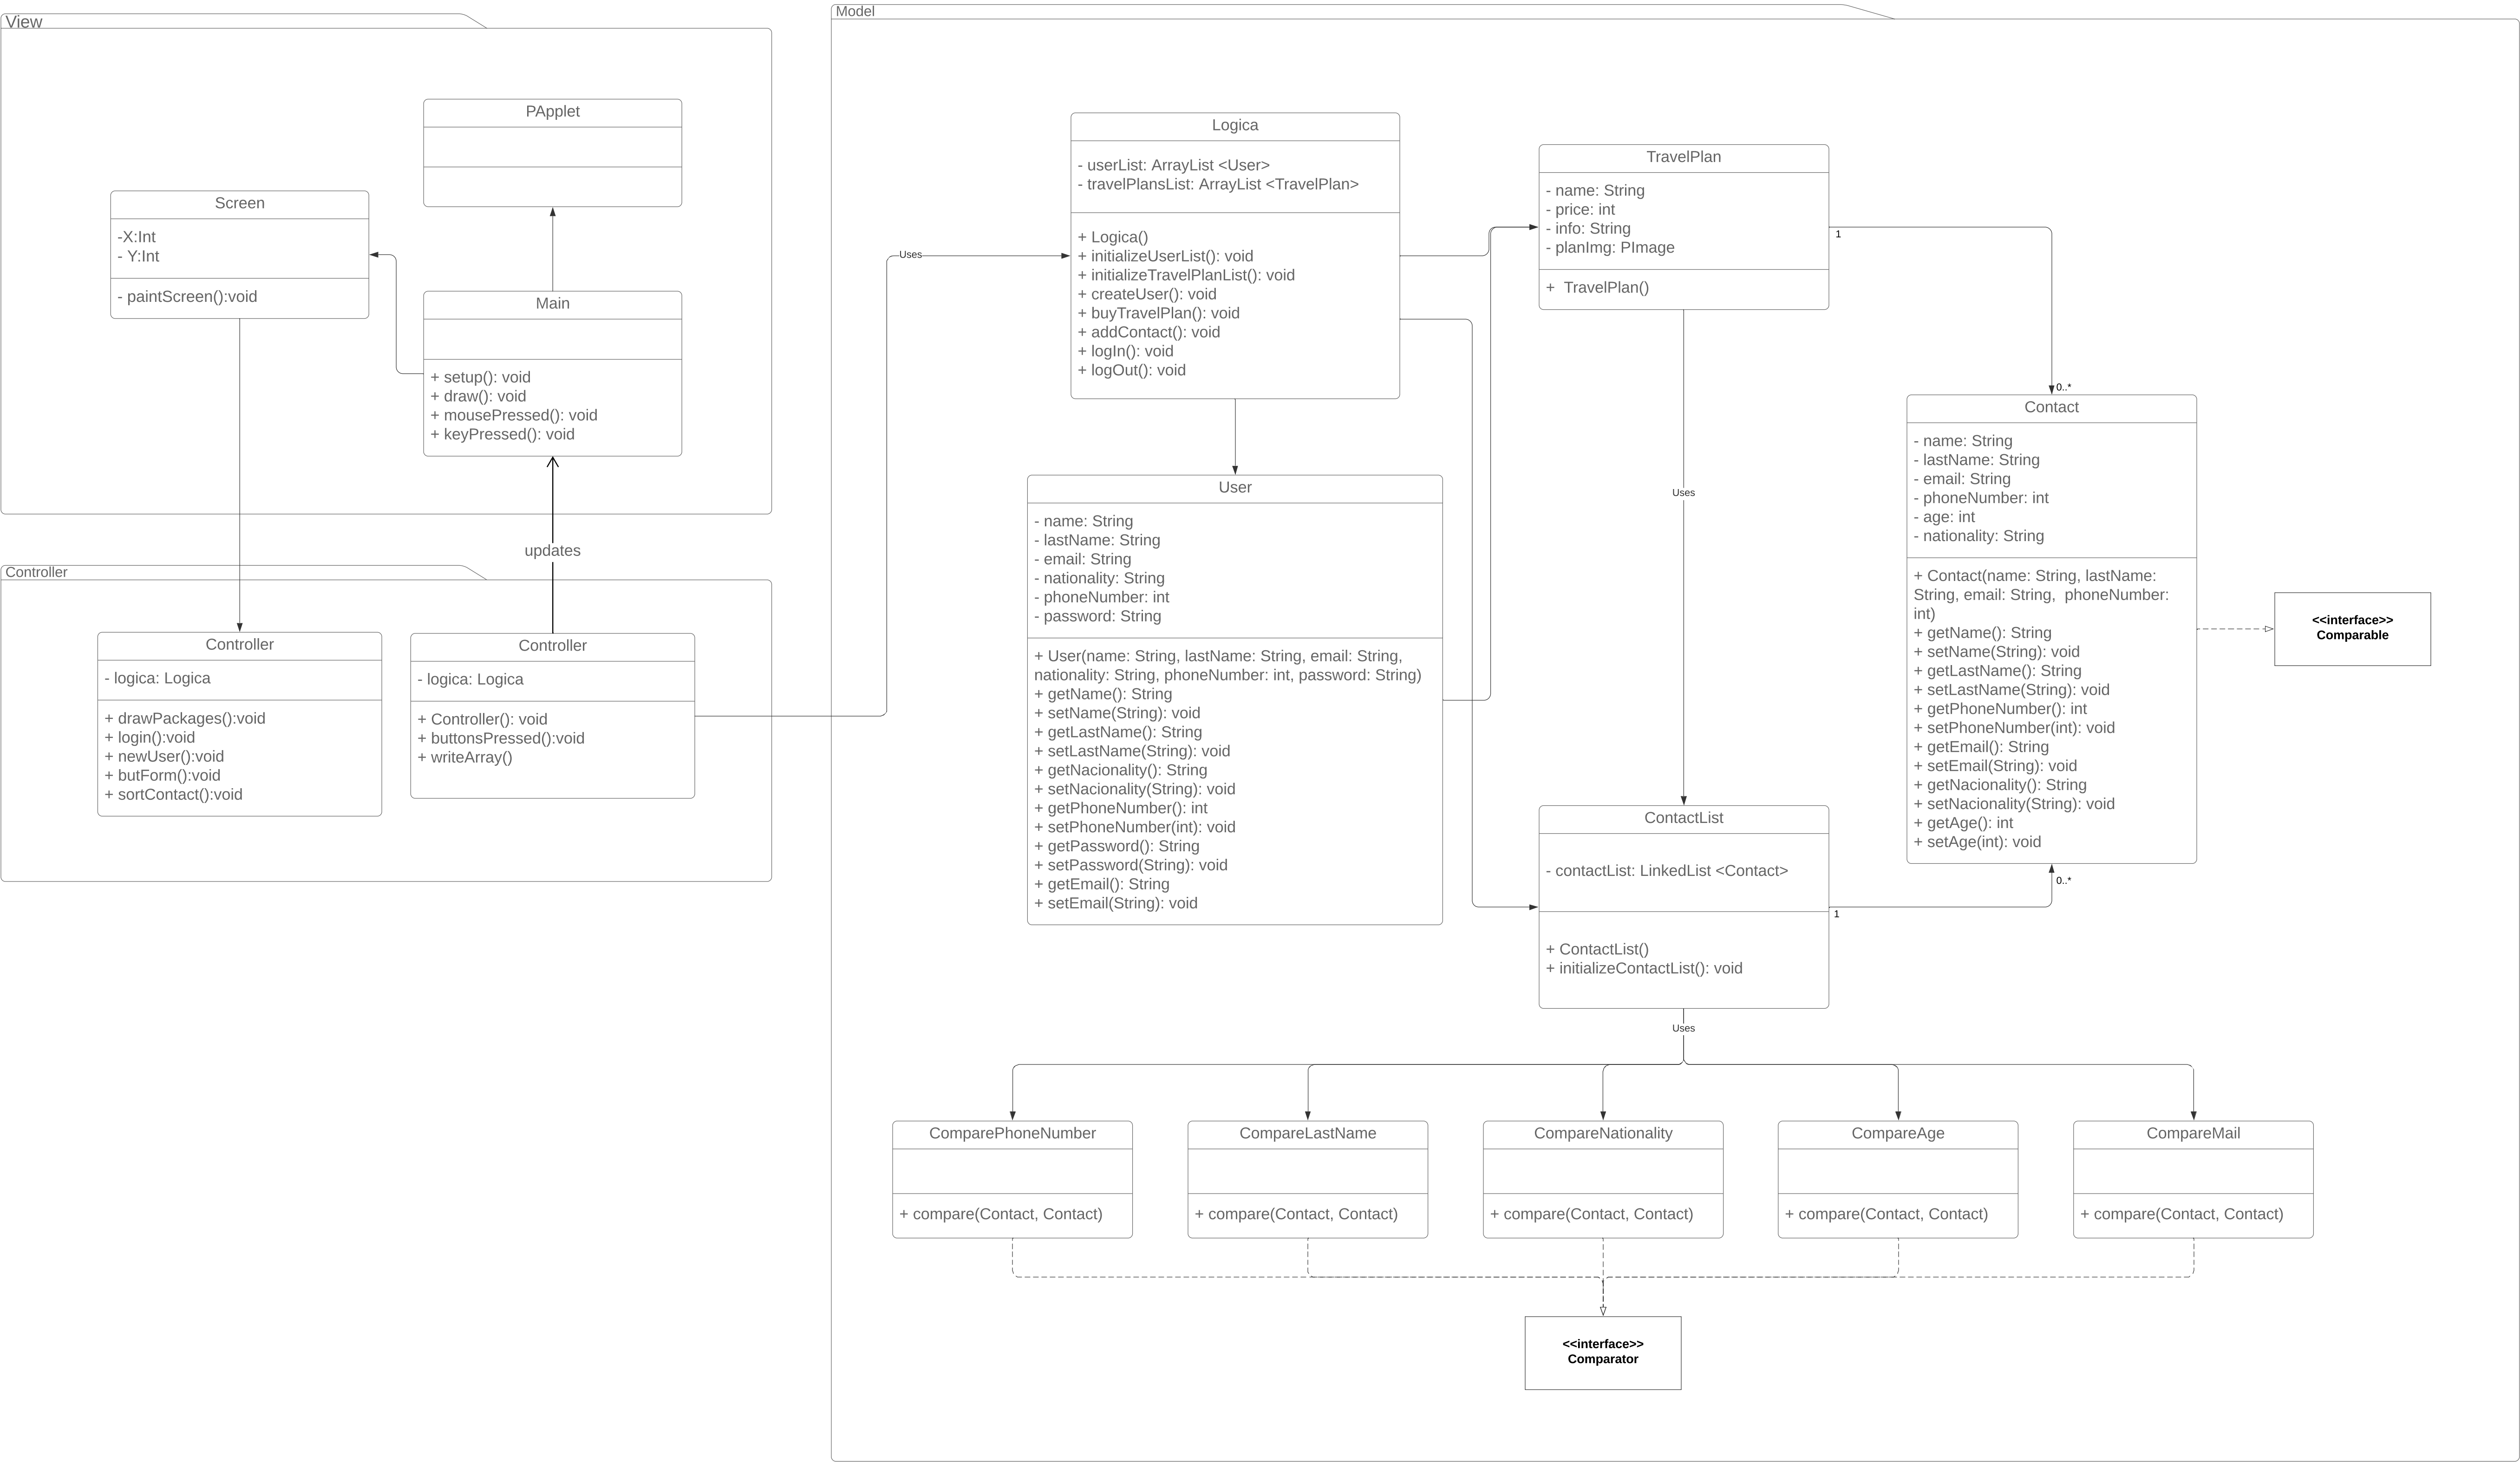 View
PApplet
Screen
-X:Int
- Y:Int
- paintScreen():void
Main
+ setup(): void
+ draw(): void
+ mousePressed(): void
+ keyPressed(): void
updates
Controller
Controller
- logica: Logica
+ drawPackages():void
+ login():void
+ newUser():void
+ butForm():void
+ sortContact():void
Controller
- logica: Logica
+ Controller(): void
+ buttonsPressed():void
+ writeArray()
Uses
Model
Logica
- userList: ArrayList <User>
- travelPlansList: ArrayList <TravelPlan>
+ Logica()
+ initializeUserList(): void
+ initializeTravelPlanList(): void
+ createUser(): void
+ buyTravelPlan(): void
+ addContact(): void
+ logIn(): void
+ logOut(): void
TravelPlan
- name: String
- price: int
- info: String
- planImg: PImage
+  TravelPlan()
1
0..*
Uses
User
- name: String
- lastName: String
- email: String
- nationality: String
- phoneNumber: int
- password: String
+ User(name: String, lastName: String, email: String,
nationality: String, phoneNumber: int, password: String)
+ getName(): String
+ setName(String): void
+ getLastName(): String
+ setLastName(String): void
+ getNacionality(): String
+ setNacionality(String): void
+ getPhoneNumber(): int
+ setPhoneNumber(int): void
+ getPassword(): String
+ setPassword(String): void
+ getEmail(): String
+ setEmail(String): void
Contact
- name: String
- lastName: String
- email: String
- phoneNumber: int
- age: int
- nationality: String
+ Contact(name: String, lastName:
String, email: String,  phoneNumber:
int)
+ getName(): String
+ setName(String): void
+ getLastName(): String
+ setLastName(String): void
+ getPhoneNumber(): int
+ setPhoneNumber(int): void
+ getEmail(): String
+ setEmail(String): void
+ getNacionality(): String
+ setNacionality(String): void
+ getAge(): int
+ setAge(int): void
<<interface>>
Comparable
ContactList
- contactList: LinkedList <Contact>
+ ContactList()
+ initializeContactList(): void
0..*
1
Uses
ComparePhoneNumber
+ compare(Contact, Contact)
CompareLastName
+ compare(Contact, Contact)
CompareNationality
+ compare(Contact, Contact)
CompareAge
+ compare(Contact, Contact)
CompareMail
+ compare(Contact, Contact)
<<interface>>
Comparator